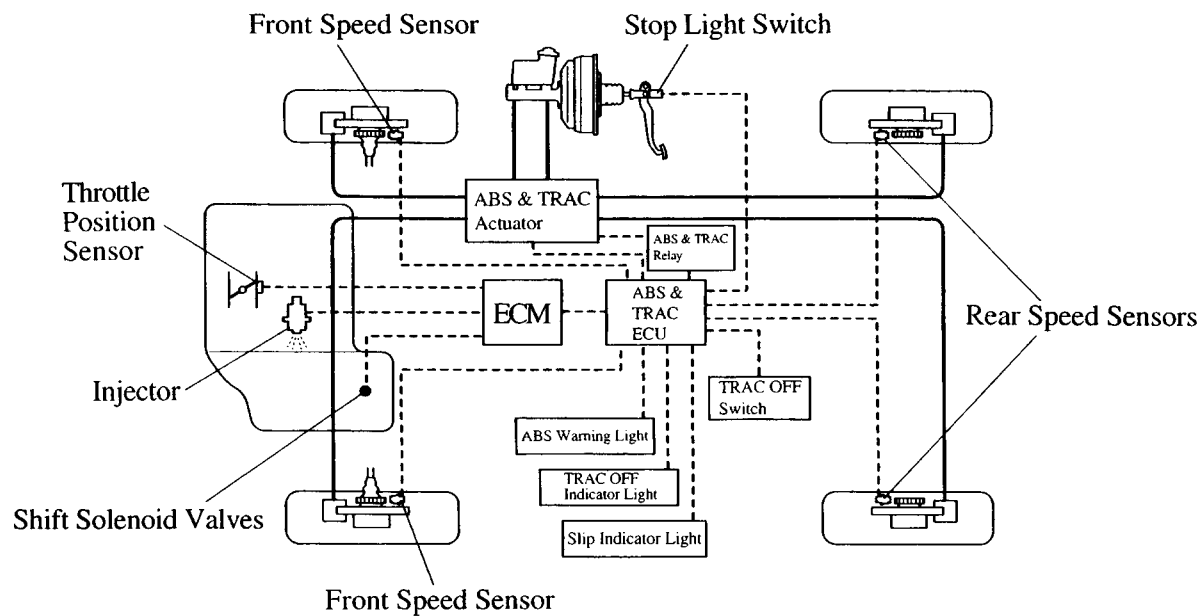 Front Speed Sensor
Stop Light Switch
Throttle
Position
Sensor
ABS & TRAC
Actuator
ABS & TRAC
Relay
ECM
ABS &
TRAC
ECU
Rear Speed Sensors
Injector
TRAC OFF
Switch
ABS Warning Light
TRAC OFF
Indicator Light
Shift Solenoid Valves
Slip Indicator Light
Front Speed Sensor